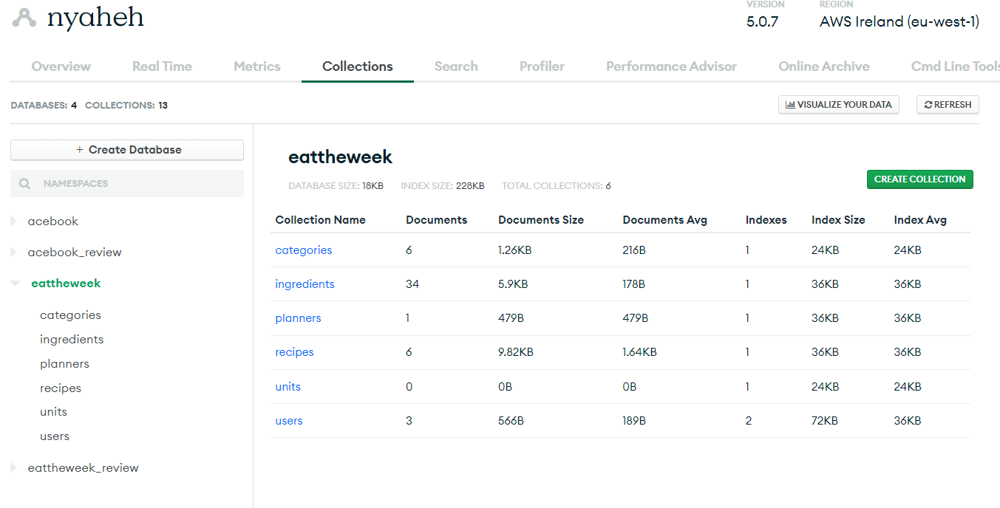 nyaheh
VERSION
5.0.7
REGION
AWS Ireland (eu-west-1)
Overview Real Time Metrics Collections Search Profiler Performance Advisor Online Archive Cmd Line Tools
DATABASES: 4 COLLECTIONS: 13
VISUALIZE YOUR DATA
REFRESH
+ Create Database
NAMESPACES
acebook
acebook_review
eattheweek
categories
ingredients
planners
recipes
units
users
eattheweek_review
eattheweek
DATABASE SIZE: 18KB INDEX SIZE: 228KB TOTAL COLLECTIONS: 6
CREATE COLLECTION
Collection Name Documents Documents Size Documents Avg Indexes Index Size Index Avg
categories 6 1.26KB 216B 1 24KB 24KB
ingredients 34 5.9KB 178B 1 36KB 36KB
planners 1 479B 479B 1 36KB 36KB
recipes 6 9.82KB 1.64KB 1 36KB 36KB
units 0 0B 0B 1 24KB 24KB
users 3 566B 189B 2 72KB 36KB